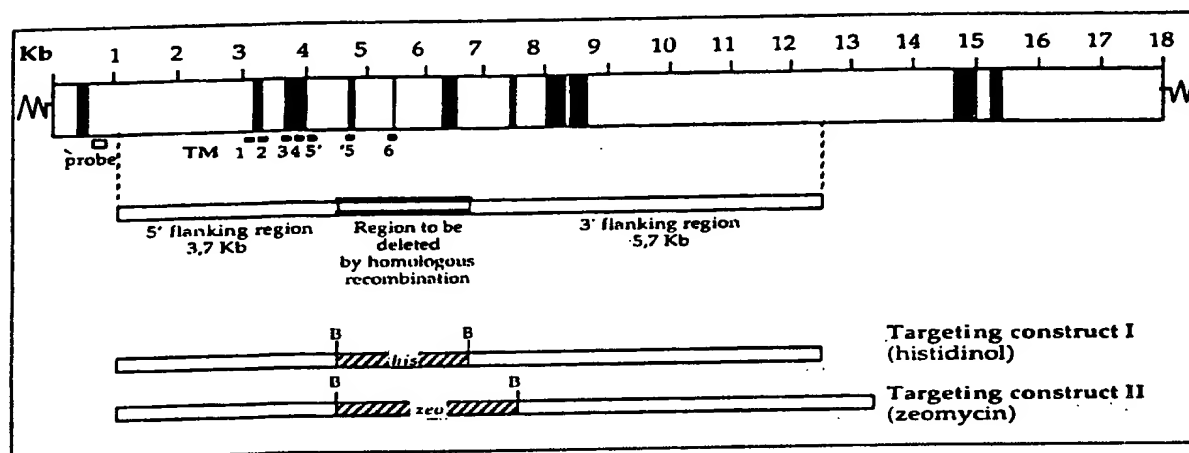 Kb 1 2 3 4 5 6 7 8 9 10 11 12 13 14 15 16 17 18
probe TM 1 2 3 4 5' '5 6
5' flanking region
3,7 Kb
Region to be
deleted
by homologous
recombination
3' flanking region
5,7 Kb
B B
his
Targeting construct I
(histidinol)
B B
zeo
Targeting construct II
(zeomycin)